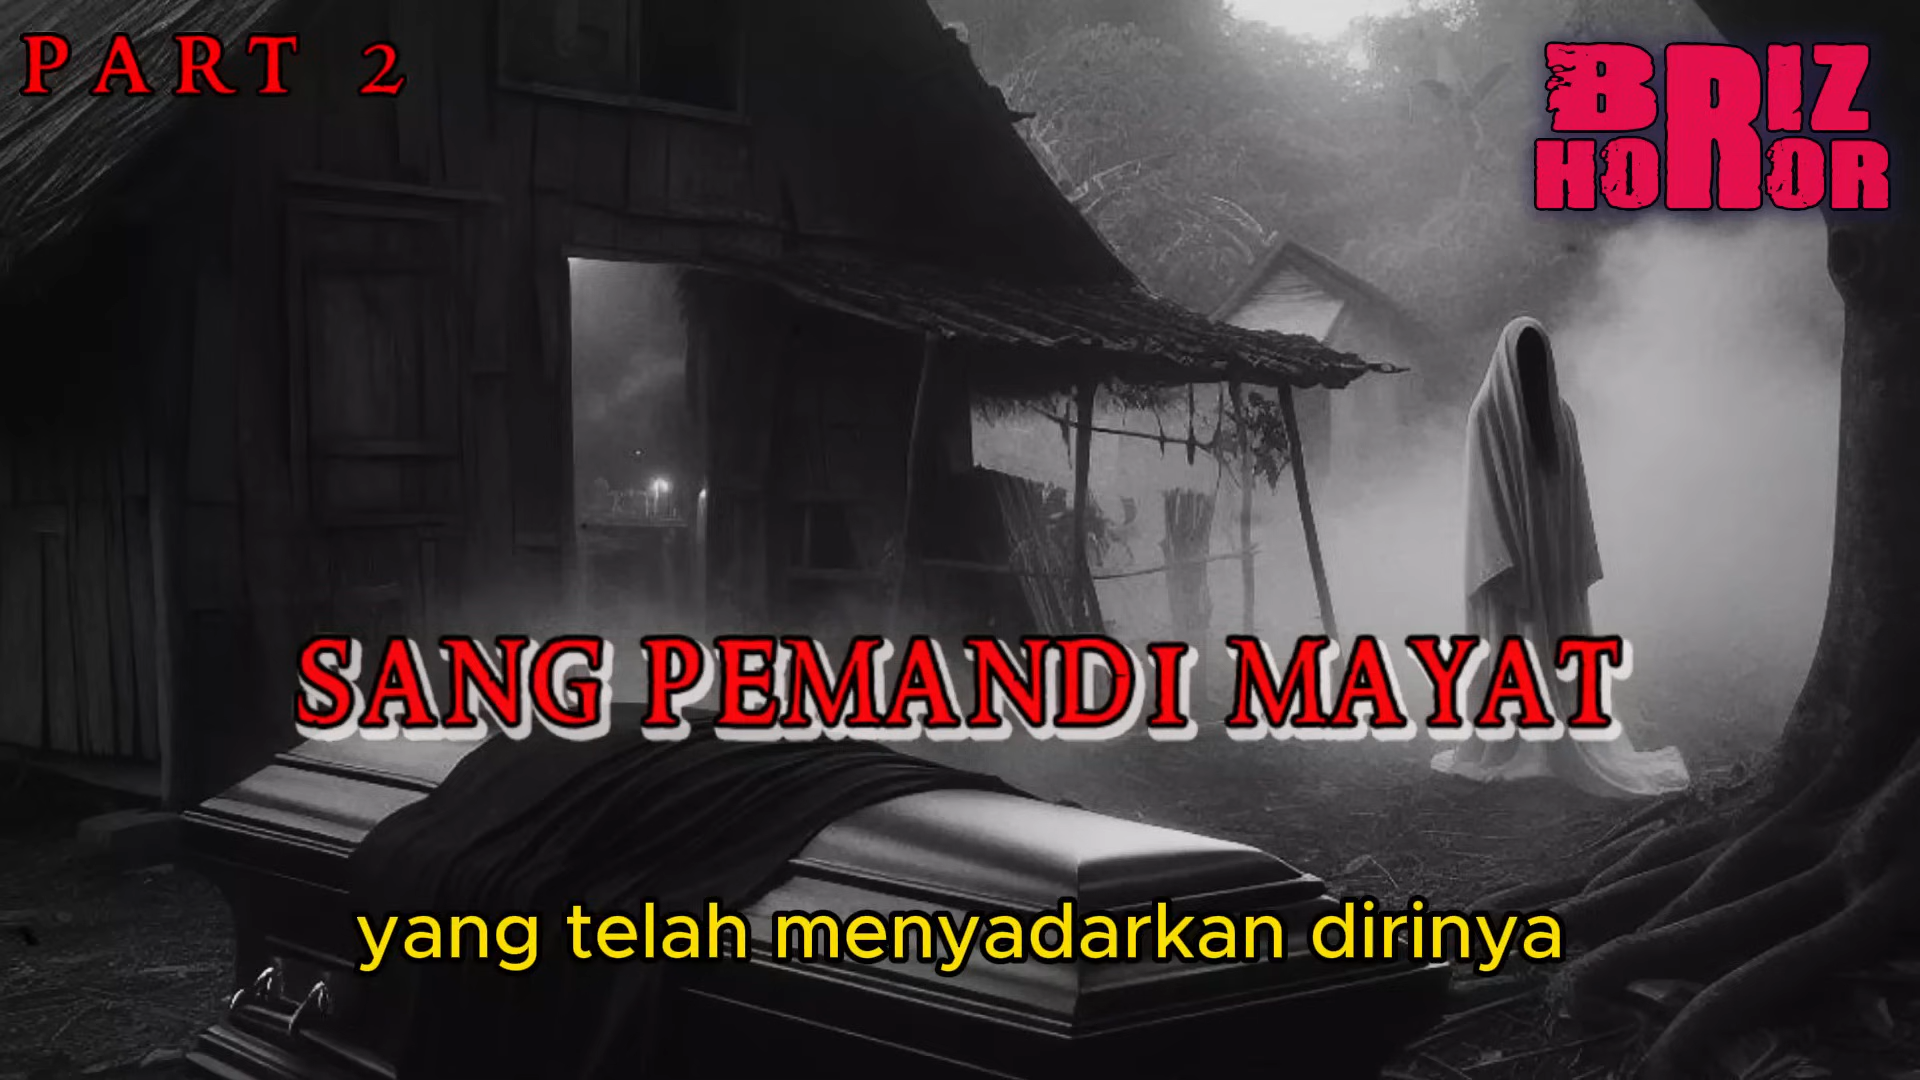 PART 2
BRIZ
HORROR
SANG PEMANDI MAYAT
yang telah menyadarkan dirinya